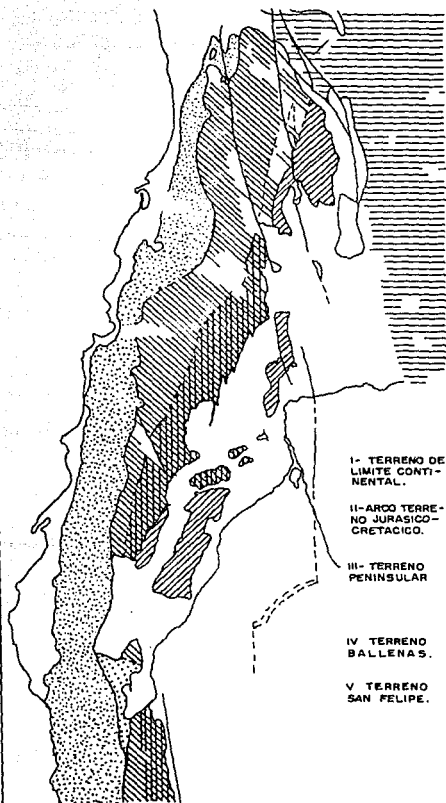 I- TERRENO DE
LIMITE CONTI-
NENTAL.
II-ARCO TERRE-
NO JURASICO-
CRETACICO.
III- TERRENO
PENINSULAR
IV TERRENO
BALLENAS.
V TERRENO
SAN FELIPE.